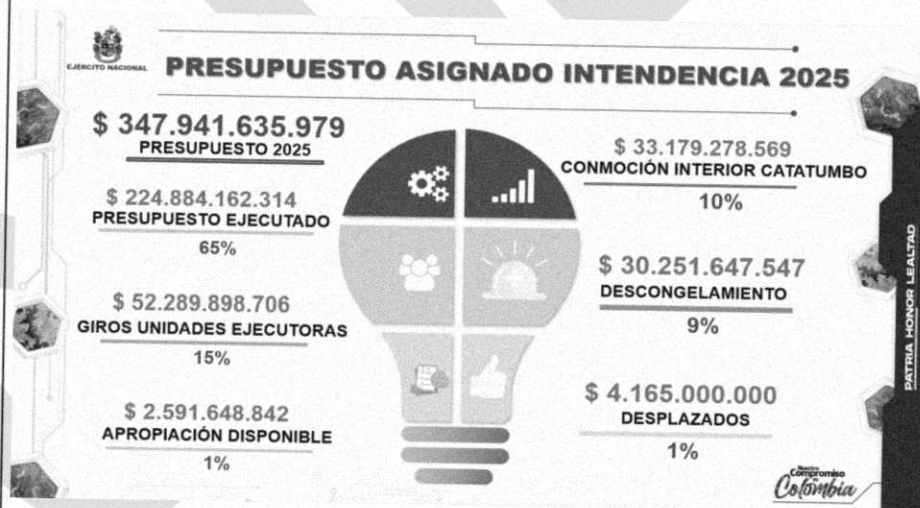 EJÉRCITO NACIONAL
PRESUPUESTO ASIGNADO INTENDENCIA 2025
$ 347.941.635.979
PRESUPUESTO 2025
$ 224.884.162.314
PRESUPUESTO EJECUTADO
65%
$ 52.289.898.706
GIROS UNIDADES EJECUTORAS
15%
$ 2.591.648.842
APROPIACIÓN DISPONIBLE
1%
$ 33.179.278.569
CONMOCIÓN INTERIOR CATATUMBO
10%
$ 30.251.647.547
DESCONGELAMIENTO
9%
$ 4.165.000.000
DESPLAZADOS
1%
PATRIA HONOR LEALTAD
Nuestro
Compromiso
es
Colombia